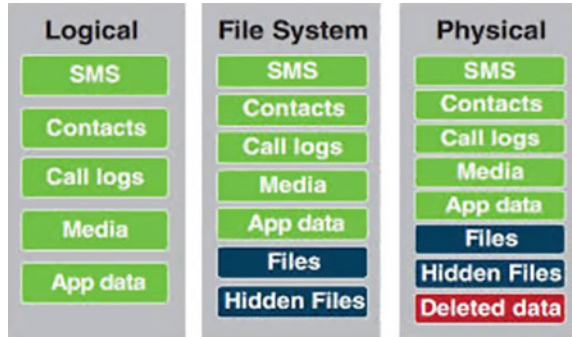 Logical
SMS
Contacts
Call logs
Media
App data
File System
SMS
Contacts
Call logs
Media
App data
Files
Hidden Files
Physical
SMS
Contacts
Call logs
Media
App data
Files
Hidden Files
Deleted data